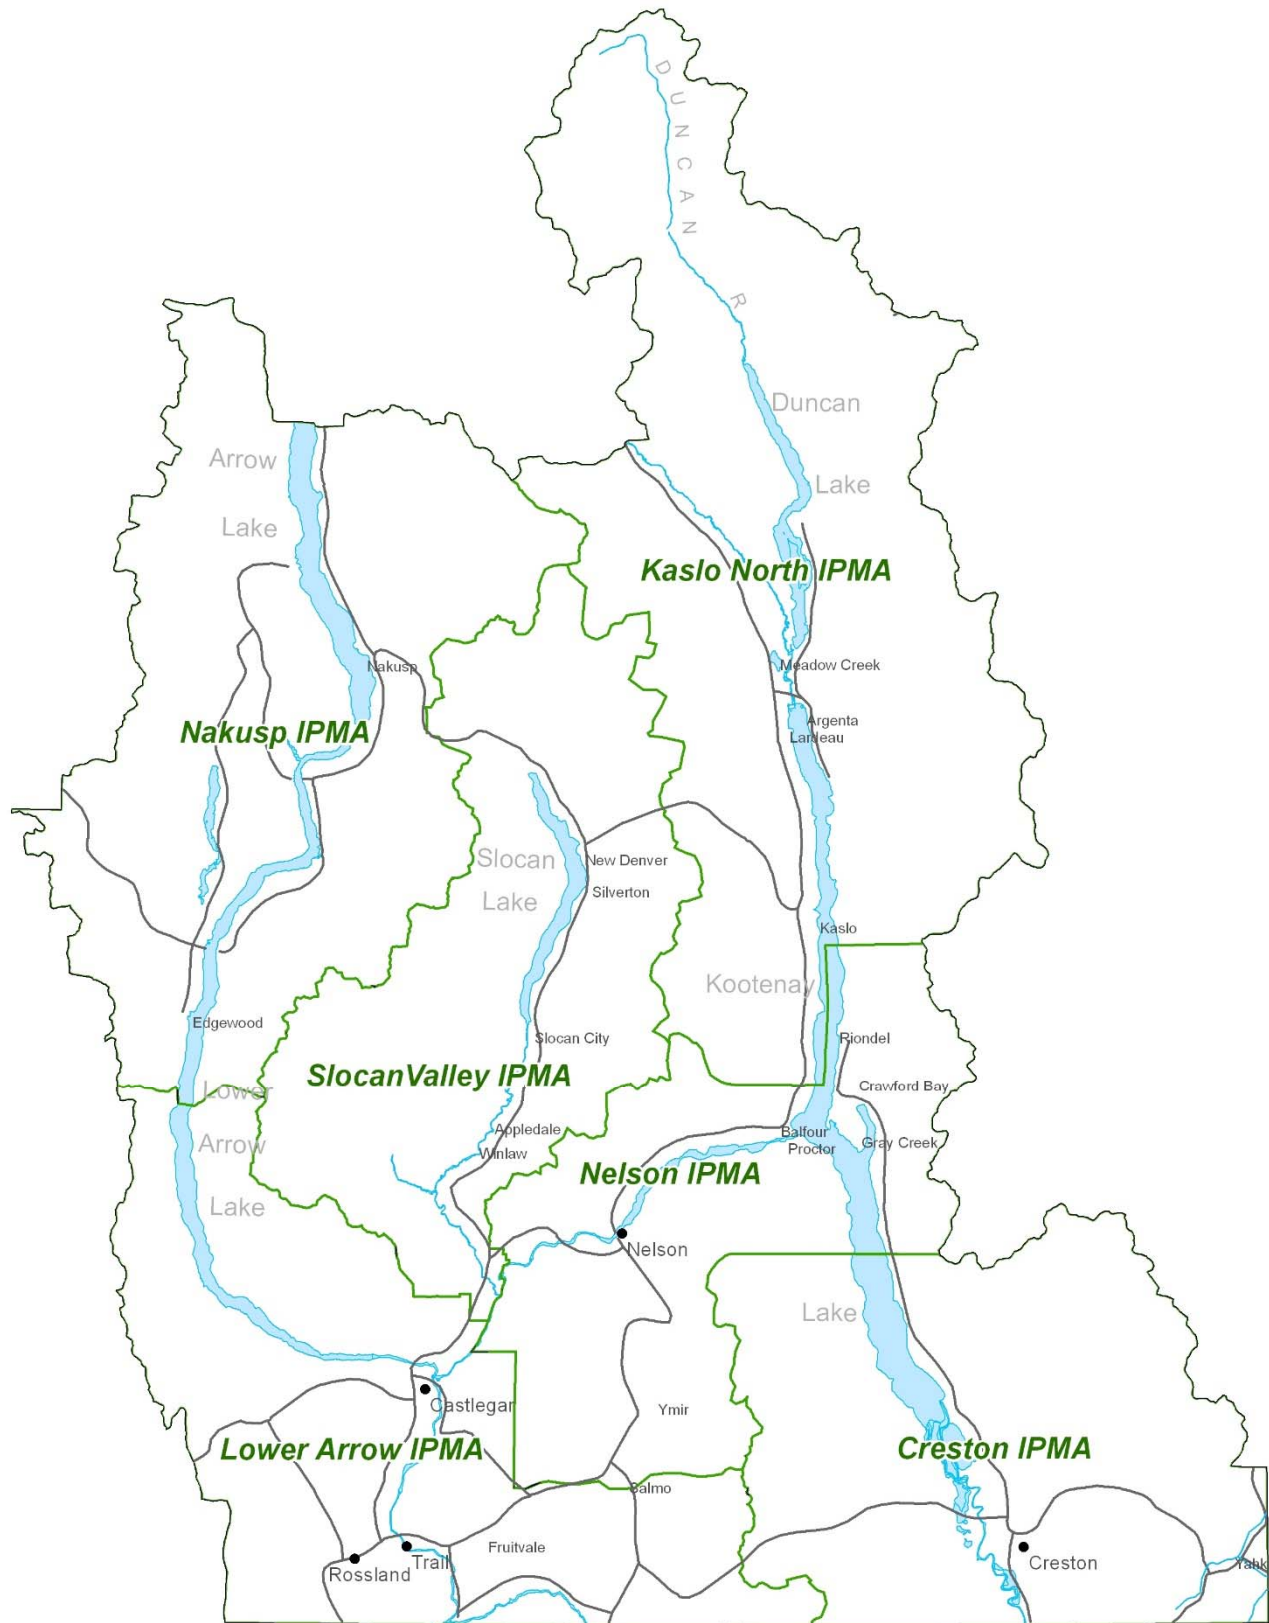 DUNCAN R
Duncan
Lake
Arrow
Lake
Kaslo North IPMA
Nakusp
Meadow Creek
Argenta
Lardeau
Nakusp IPMA
Slocan
Lake
New Denver
Silverton
Kaslo
Kootenay
Edgewood
Slocan City
Riondel
SlocanValley IPMA
Crawford Bay
Lower
Arrow
Lake
Appledale
Winlaw
Balfour
Proctor
Gray Creek
Nelson IPMA
Nelson
Lake
Castlegar
Ymir
Lower Arrow IPMA
Creston IPMA
Salmo
Fruitvale
Trail
Rossland
Creston
Yahk